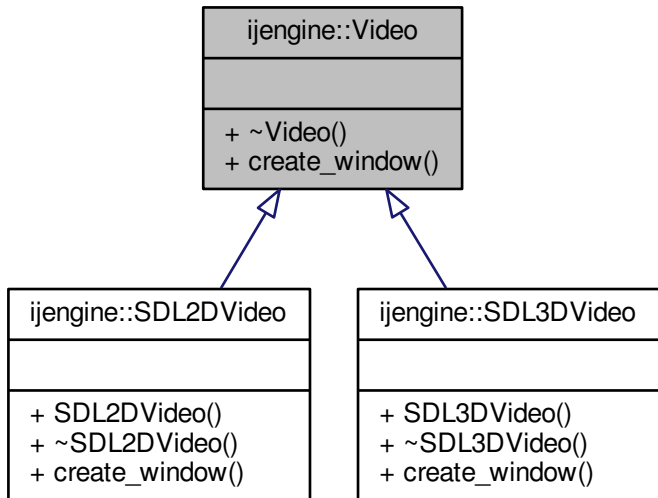 ijengine::Video
+ ~Video()
+ create_window()
ijengine::SDL2DVideo
+ SDL2DVideo()
+ ~SDL2DVideo()
+ create_window()
ijengine::SDL3DVideo
+ SDL3DVideo()
+ ~SDL3DVideo()
+ create_window()